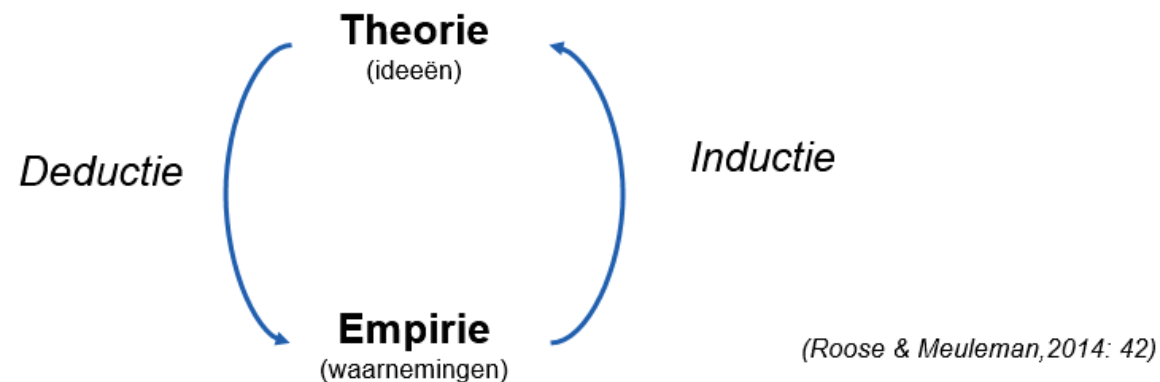 Theorie
(ideeën)
Deductie
Inductie
Empirie
(waarnemingen)
(Roose & Meuleman,2014: 42)